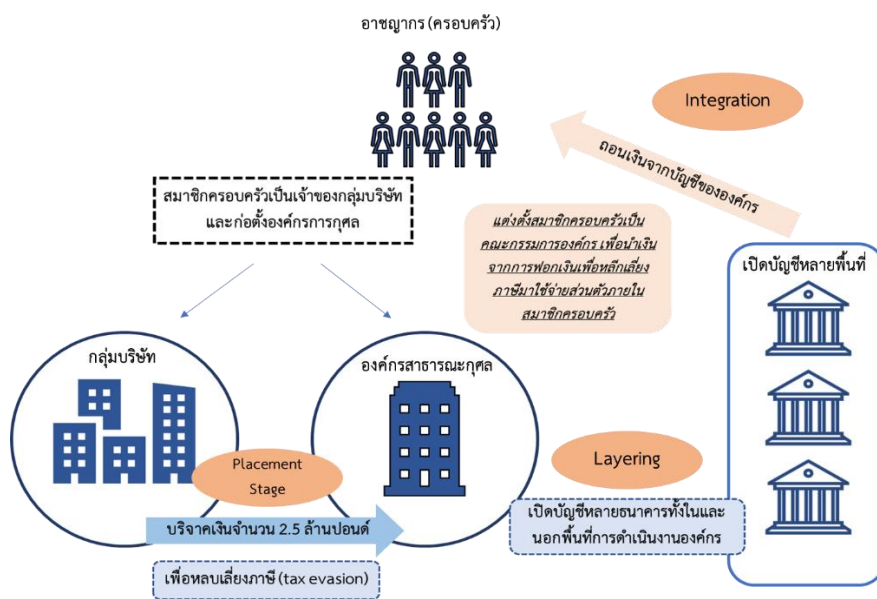 อาชญากร (ครอบครัว)
Integration
ถอนเงินจากบัญชีขององค์กร
สมาชิกครอบครัวเป็นเจ้าของกลุ่มบริษัท
และก่อตั้งองค์กรการกุศล
แต่งตั้งสมาชิกครอบครัวเป็น
คณะกรรมการองค์กร เพื่อนำเงิน
จากการฟอกเงินเพื่อหลีกเลี่ยง
ภาษีมาใช้จ่ายส่วนตัวภายใน
สมาชิกครอบครัว
เปิดบัญชีหลายพื้นที่
กลุ่มบริษัท
องค์กรสาธารณะกุศล
Placement
Stage
Layering
บริจาคเงินจำนวน 2.5 ล้านปอนด์
เปิดบัญชีหลายธนาคารทั้งในและ
นอกพื้นที่การดำเนินงานองค์กร
เพื่อหลบเลี่ยงภาษี (tax evasion)